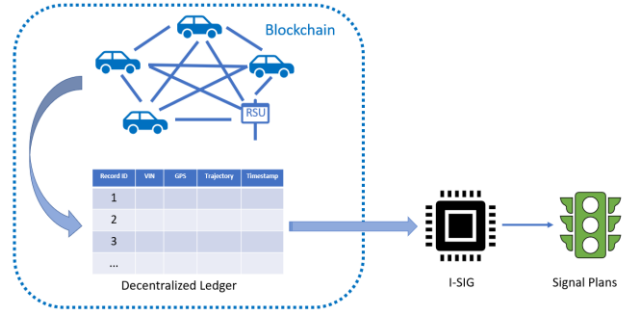 Blockchain
RSU
Record ID VIN GPS Trajectory Timestamp
1
2
3
...
Decentralized Ledger
I-SIG
Signal Plans